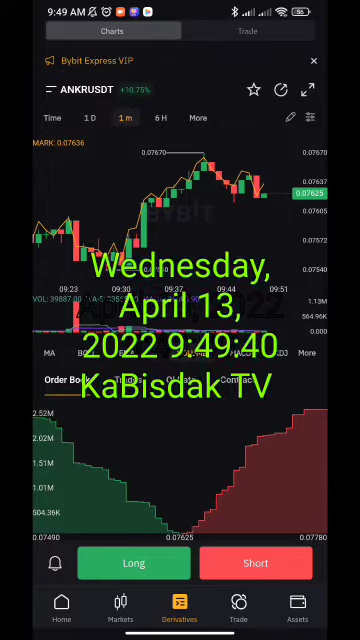 9:49 AM
56
Charts Trade
Bybit Express VIP ×
ANKRUSDT +10.75%
Time 1 D 1 m 6 H More
MARK: 0.07636
0.07670 0.07670
0.07637
0.07625
0.07605
0.07572
0.07540
09:23 09:30 09:37 09:44 09:51
Wednesday,
April 13,
2022 9:49:40
KaBisdak TV
1.13M
564.96K
0.000
MA More
Order Book
2.52M
2.02M
1.51M
1.01M
504.36K
0.07490 0.07625 0.07780
Long Short
Home Markets Derivatives Trade Assets